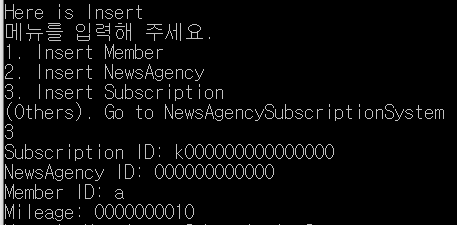 Here is Insert
메뉴를 입력해 주세요.
1. Insert Member
2. Insert NewsAgency
3. Insert Subscription
(Others). Go to NewsAgencySubscriptionSystem
3
Subscription ID: k000000000000000
NewsAgency ID: 000000000000
Member ID: a
Mileage: 0000000010